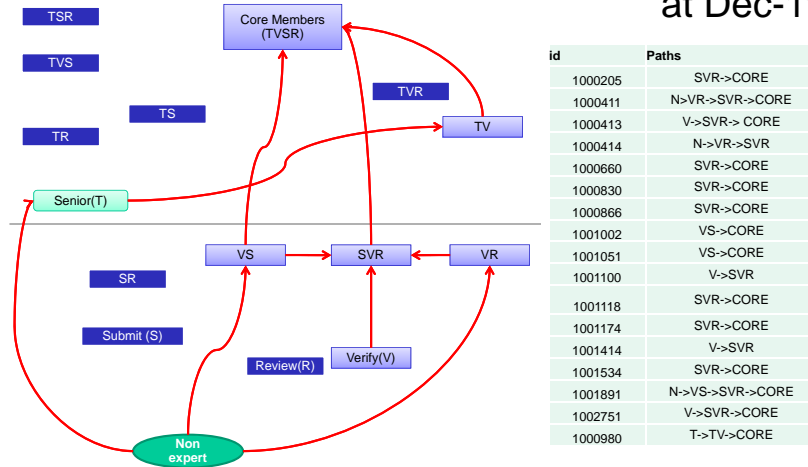 at Dec-1
TSR
Core Members
(TVSR)
TVS
TVR
TS
TV
TR
Senior(T)
VS
SVR
VR
SR
Submit (S)
Review(R)
Verify(V)
Non
expert
id Paths
1000205 SVR->CORE
1000411 N>VR->SVR->CORE
1000413 V->SVR-> CORE
1000414 N->VR->SVR
1000660 SVR->CORE
1000830 SVR->CORE
1000866 SVR->CORE
1001002 VS->CORE
1001051 VS->CORE
1001100 V->SVR
1001118 SVR->CORE
1001174 SVR->CORE
1001414 V->SVR
1001534 SVR->CORE
1001891 N->VS->SVR->CORE
1002751 V->SVR->CORE
1000980 T->TV->CORE